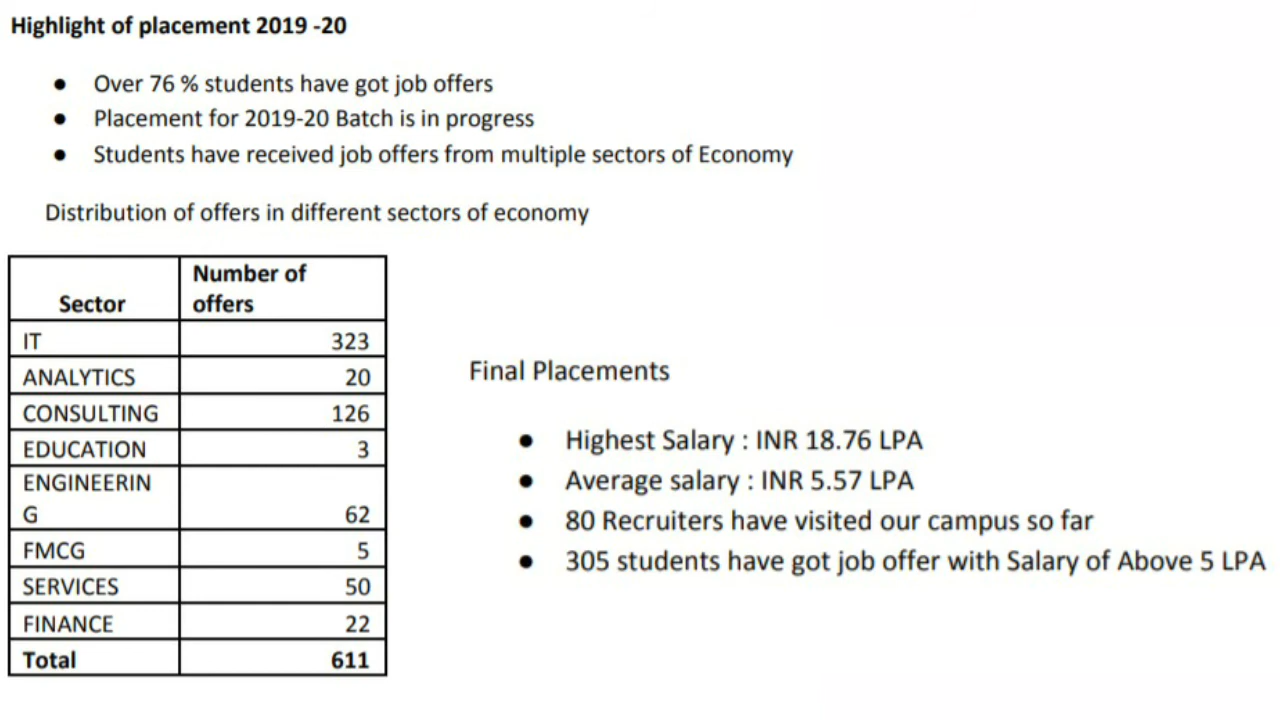 Highlight of placement 2019 -20
● Over 76 % students have got job offers
● Placement for 2019-20 Batch is in progress
● Students have received job offers from multiple sectors of Economy
Distribution of offers in different sectors of economy
Number of
Sector offers
IT 323
ANALYTICS 20
CONSULTING 126
EDUCATION 3
ENGINEERIN
G 62
FMCG 5
SERVICES 50
FINANCE 22
Total 611
Final Placements
● Highest Salary : INR 18.76 LPA
● Average salary : INR 5.57 LPA
● 80 Recruiters have visited our campus so far
● 305 students have got job offer with Salary of Above 5 LPA